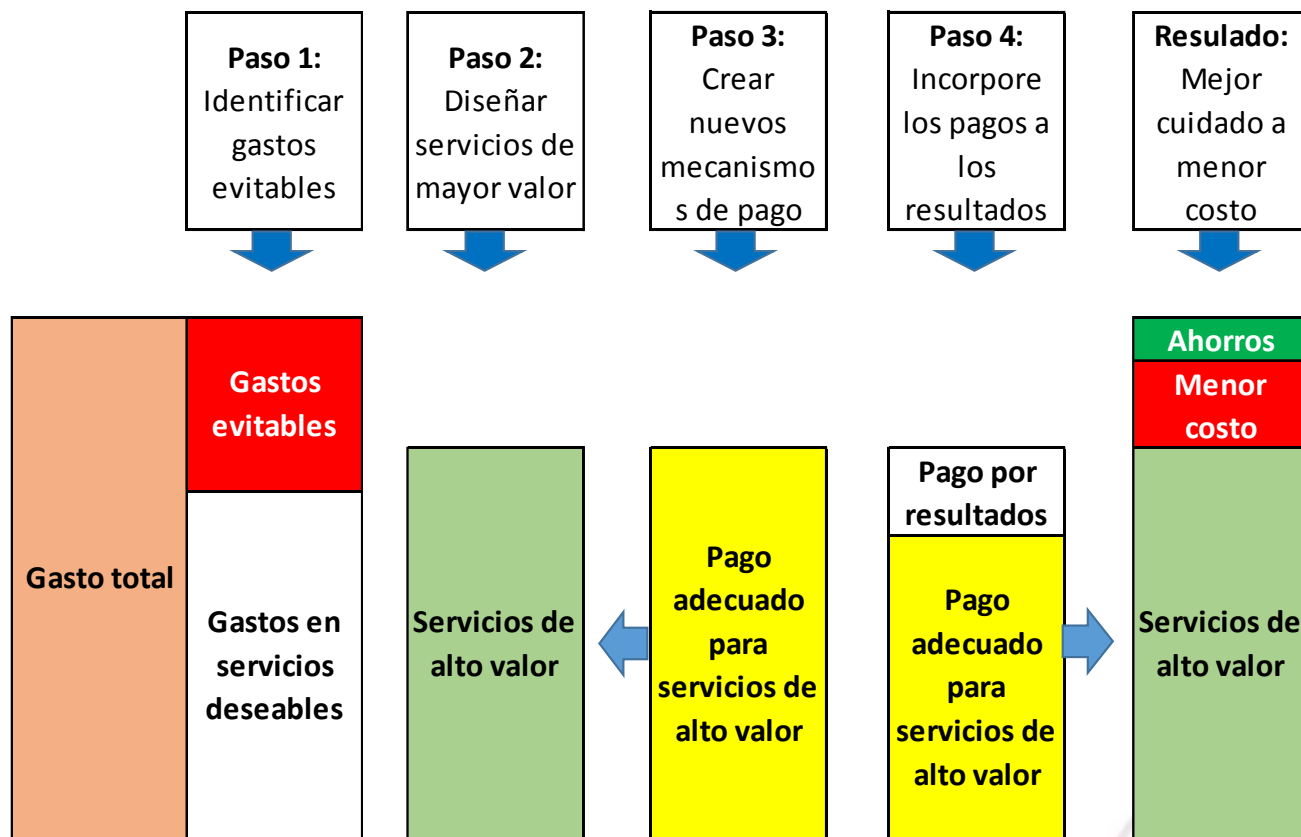 Paso 1:
Identificar
gastos
evitables
Paso 2:
Diseñar
servicios de
mayor valor
Paso 3:
Crear
nuevos
mecanismo
s de pago
Paso 4:
Incorpore
los pagos a
los
resultados
Resulado:
Mejor
cuidado a
menor
costo
Gasto total
Gastos
evitables
Gastos en
servicios
deseables
Servicios de
alto valor
Pago
adecuado
para
servicios de
alto valor
Pago por
resultados
Pago
adecuado
para
servicios de
alto valor
Ahorros
Menor
costo
Servicios de
alto valor